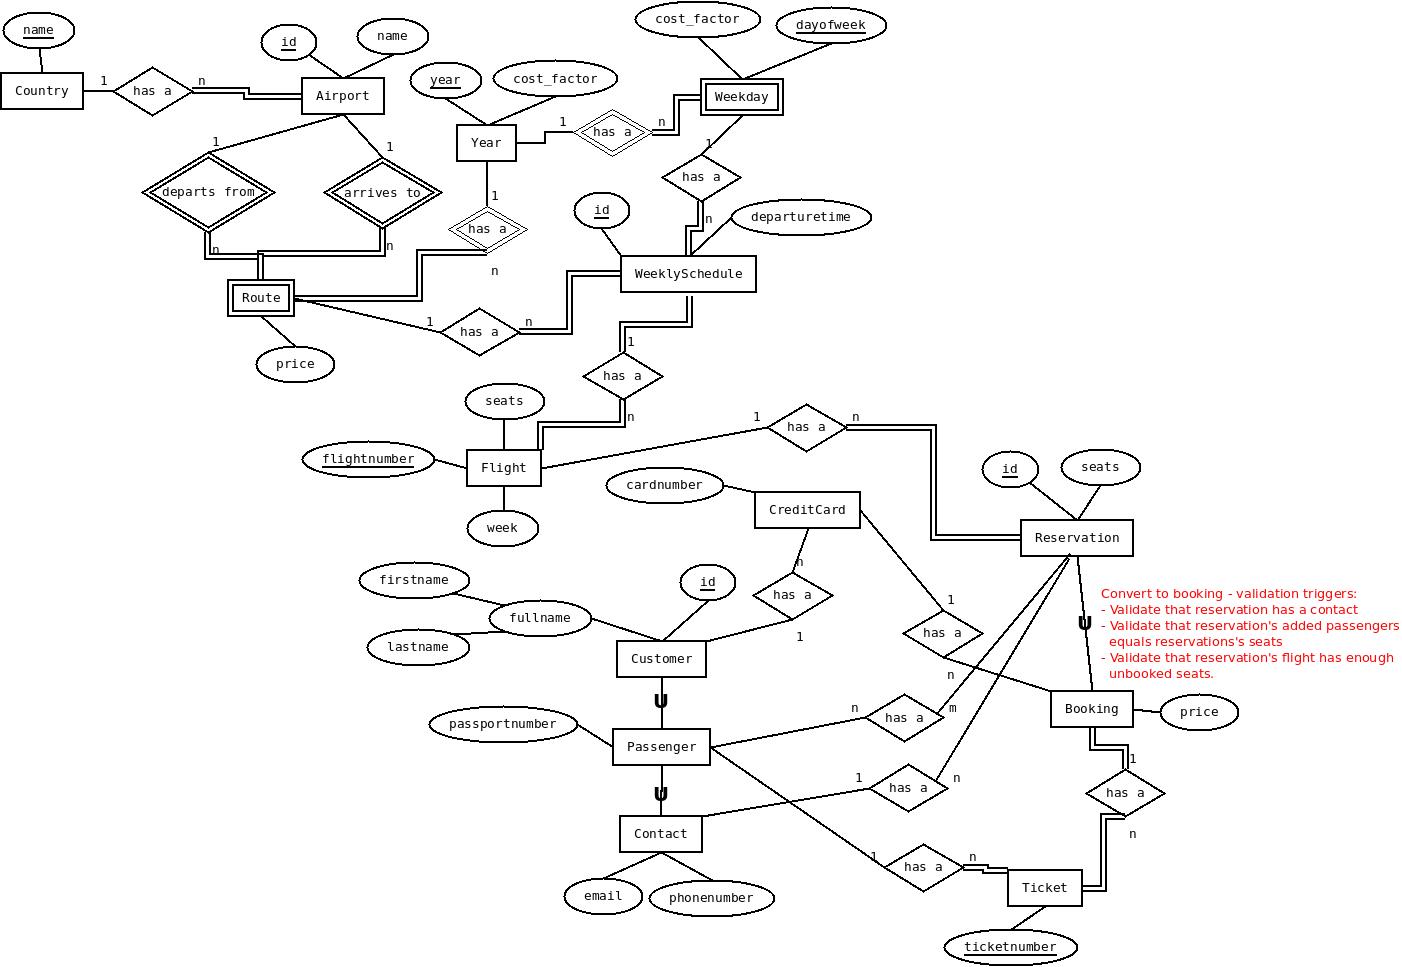 cost_factor
dayofweek
name
id
name
year
cost_factor
Country
1
has a
n
Airport
Weekday
Year
1
has a
n
1
1
1
departs from
arrives to
has a
1
id
departuretime
n
n
has a
n
n
WeeklySchedule
Route
1
has a
n
price
1
has a
seats
n
1
has a
n
flightnumber
Flight
id
seats
cardnumber
CreditCard
week
Reservation
n
firstname
id
has a
1
Convert to booking - validation triggers:
- Validate that reservation has a contact
- Validate that reservation's added passengers
equals reservations's seats
- Validate that reservation's flight has enough
unbooked seats.
fullname
U
lastname
1
has a
Customer
n
U
n
m
Booking
price
passportnumber
has a
Passenger
1
1
n
U
has a
has a
Contact
n
1
n
has a
email
phonenumber
Ticket
ticketnumber